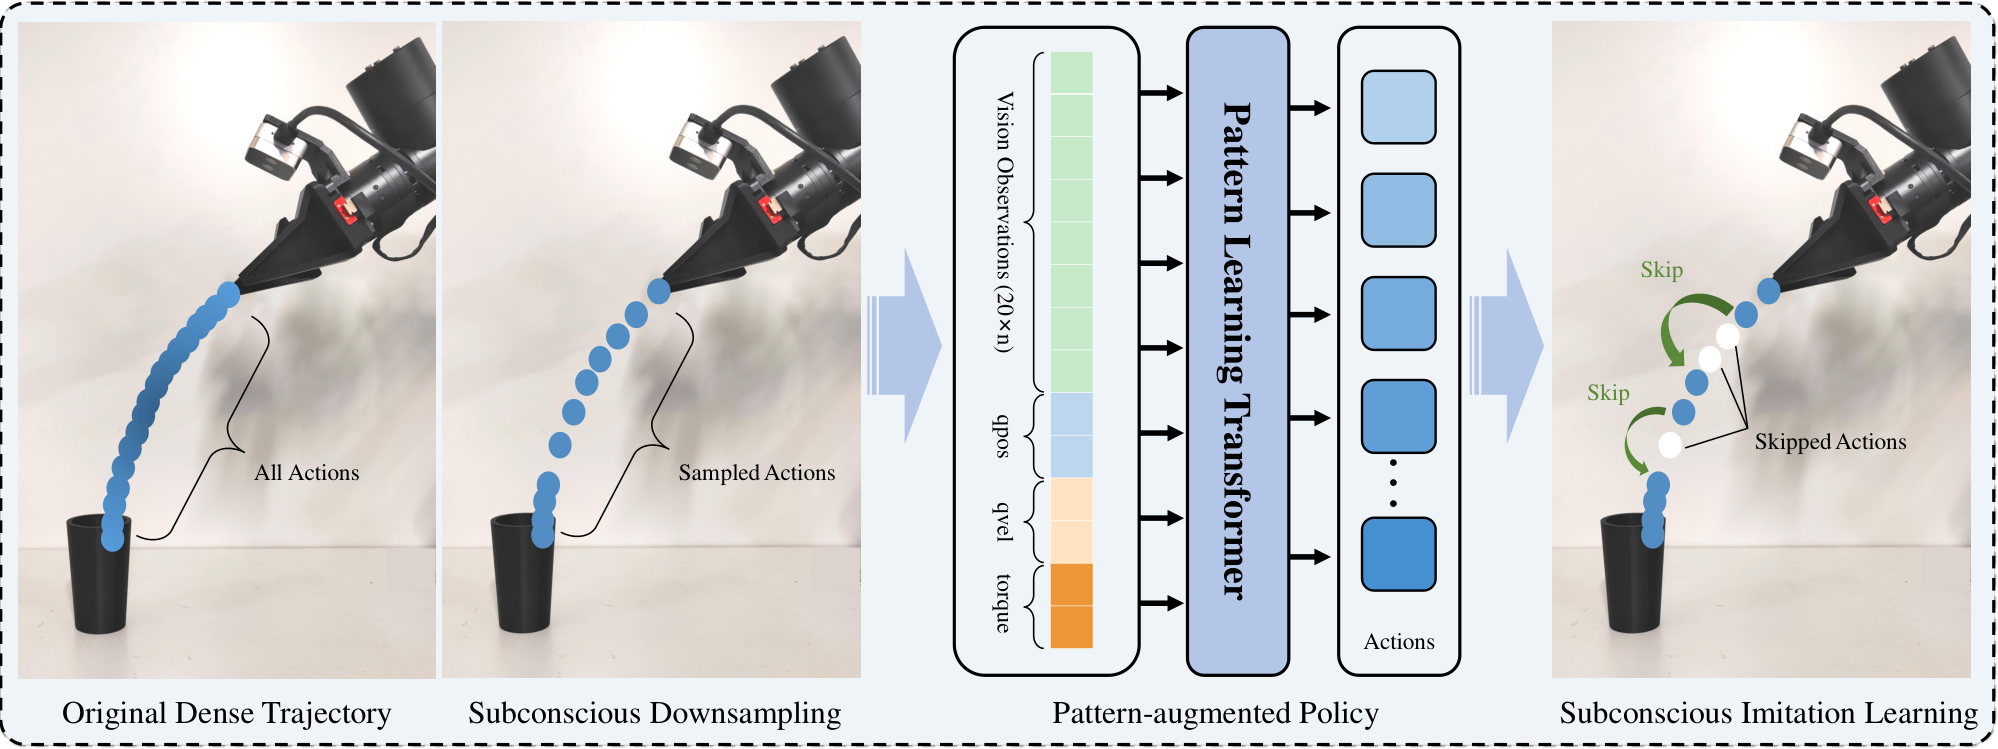 All Actions
Original Dense Trajectory
Sampled Actions
Subconscious Downsampling
Vision Observations (20×n)
qpos
qvel
torque
Pattern Learning Transformer
Actions
Pattern-augmented Policy
Skip
Skip
Skipped Actions
Subconscious Imitation Learning